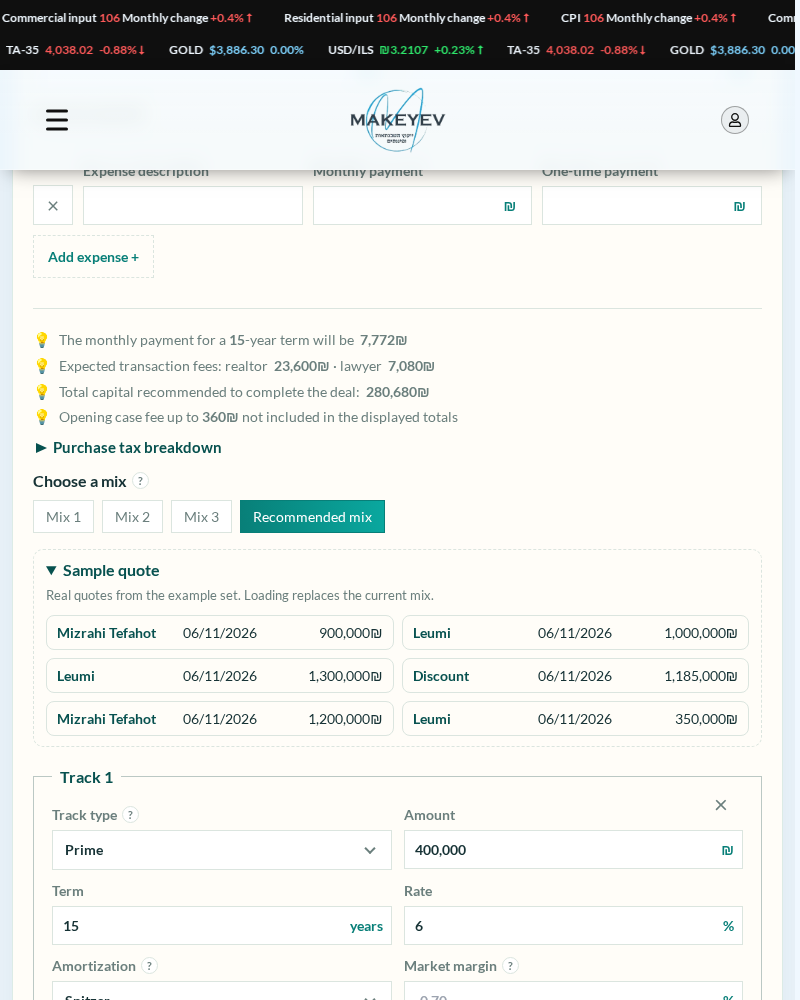 Commercial input 106 Monthly change +0.4%↑ Residential input 106 Monthly change +0.4%↑ CPI 106 Monthly change +0.4%↑ Com
TA-35 4,038.02 -0.88%↓ GOLD $3,886.30 0.00% USD/ILS ₪3.2107 +0.23%↑ TA-35 4,038.02 -0.88%↓ GOLD $3,886.30 0.00
MAKEYEV
ייעוץ משכנתאות
ופיננסים
Expense description Monthly payment One-time payment
× ₪ ₪
Add expense +
💡 The monthly payment for a 15-year term will be 7,772₪
💡 Expected transaction fees: realtor 23,600₪ · lawyer 7,080₪
💡 Total capital recommended to complete the deal: 280,680₪
💡 Opening case fee up to 360₪ not included in the displayed totals
▶ Purchase tax breakdown
Choose a mix ?
Mix 1 Mix 2 Mix 3 Recommended mix
▼ Sample quote
Real quotes from the example set. Loading replaces the current mix.
Mizrahi Tefahot 06/11/2026 900,000₪ Leumi 06/11/2026 1,000,000₪
Leumi 06/11/2026 1,300,000₪ Discount 06/11/2026 1,185,000₪
Mizrahi Tefahot 06/11/2026 1,200,000₪ Leumi 06/11/2026 350,000₪
Track 1
×
Track type ? Amount
Prime 400,000 ₪
Term Rate
15 years 6 %
Amortization ? Market margin ?
Spitzer -0.70 %